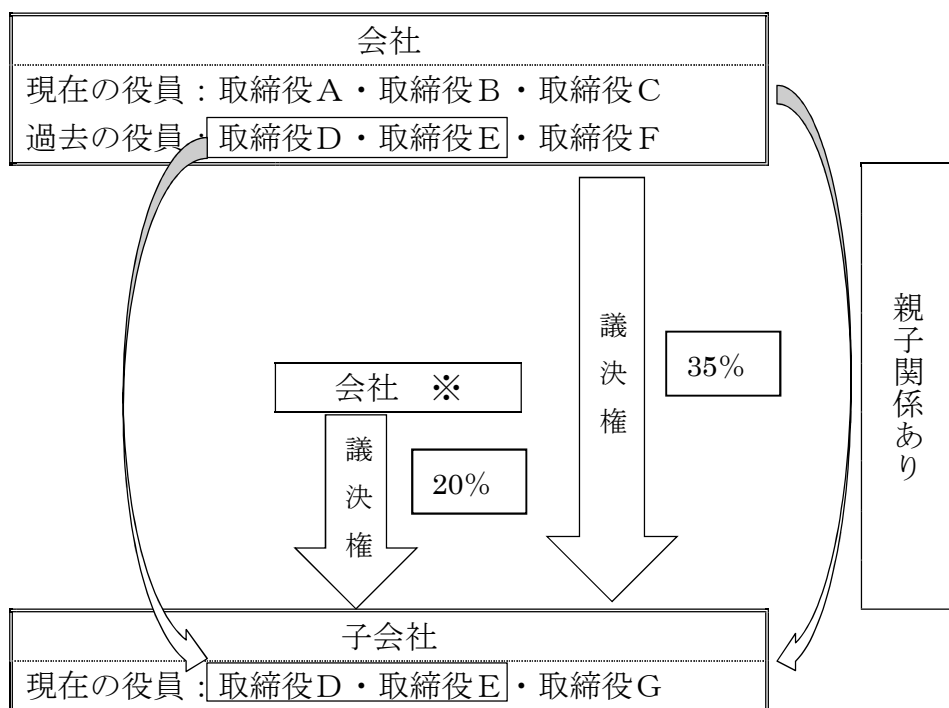 会社
現在の役員：取締役A・取締役B・取締役C
過去の役員：取締役D・取締役E・取締役F
親子関係あり
議決権
35%
会社　※
議決権
20%
子会社
現在の役員：取締役D・取締役E・取締役G